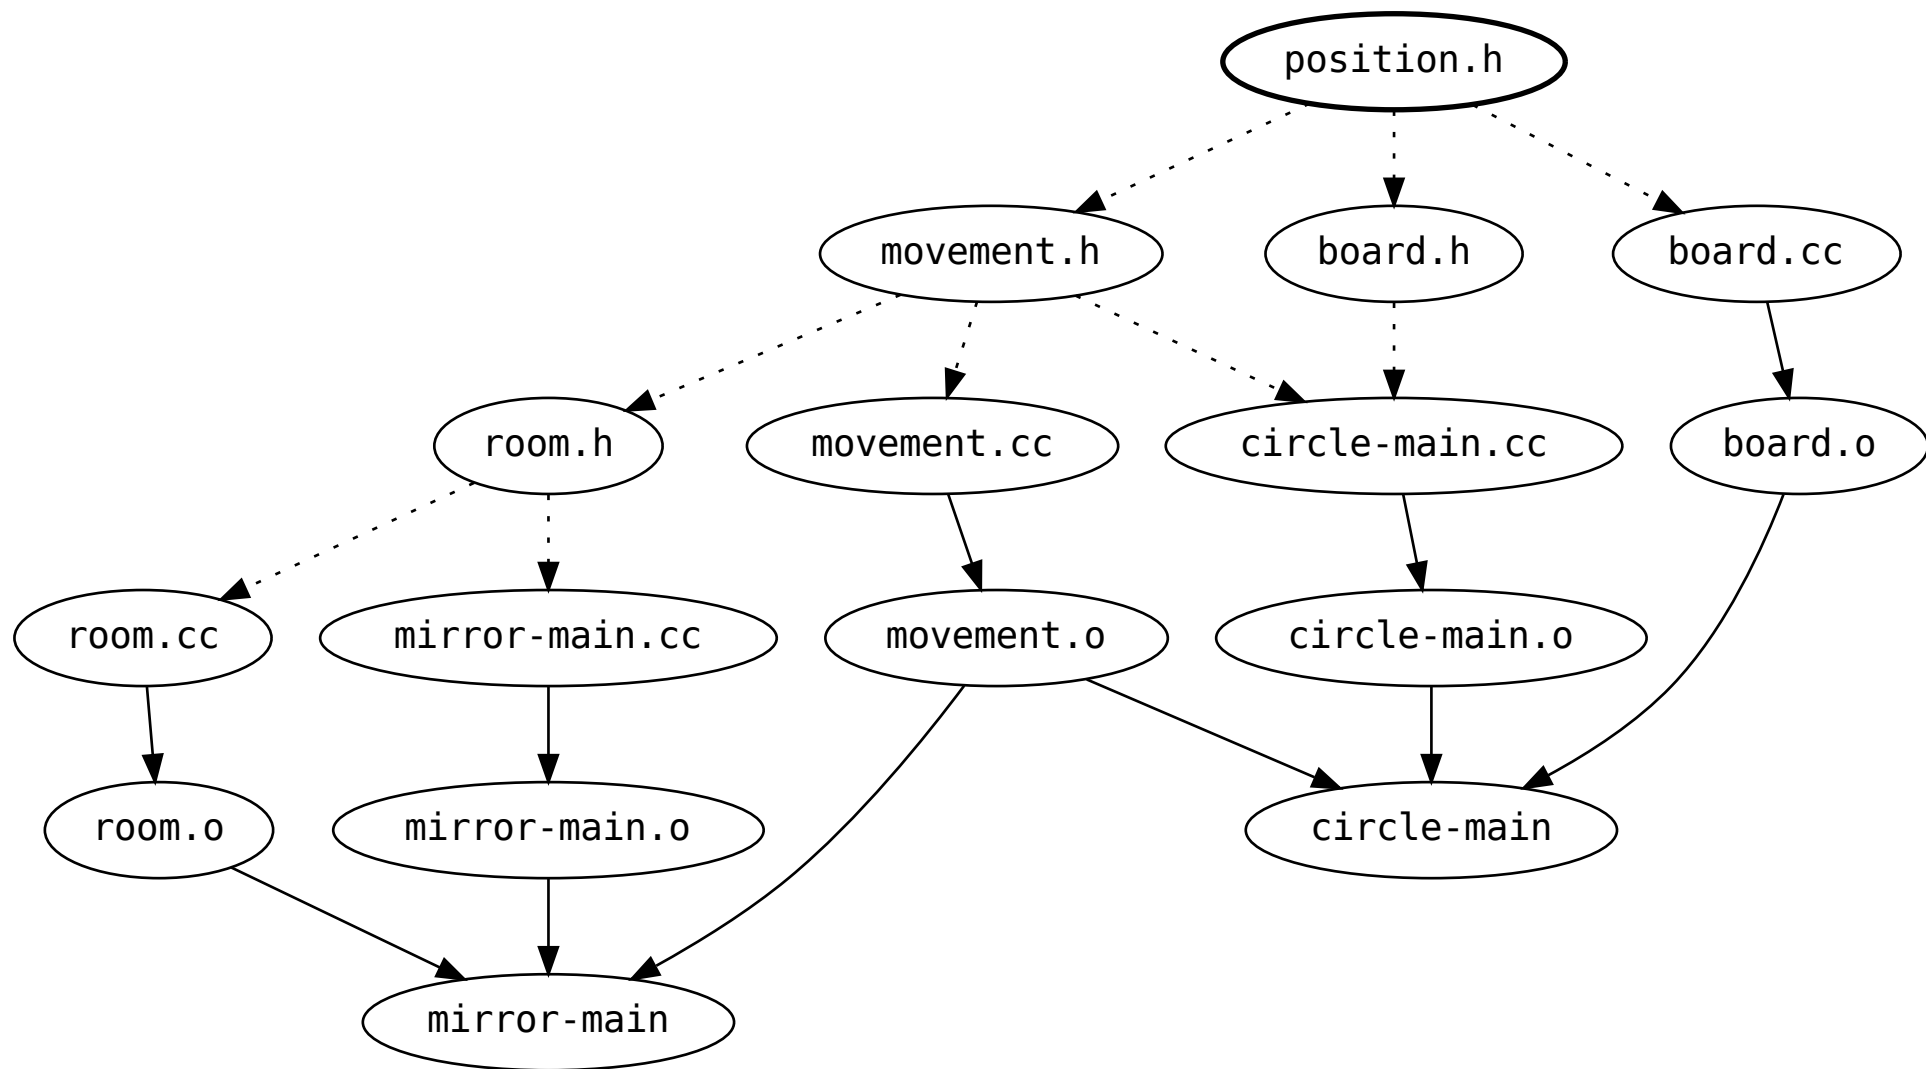 position.h
movement.h
board.h
board.cc
room.h
movement.cc
circle-main.cc
board.o
room.cc
mirror-main.cc
movement.o
circle-main.o
room.o
mirror-main.o
circle-main
mirror-main